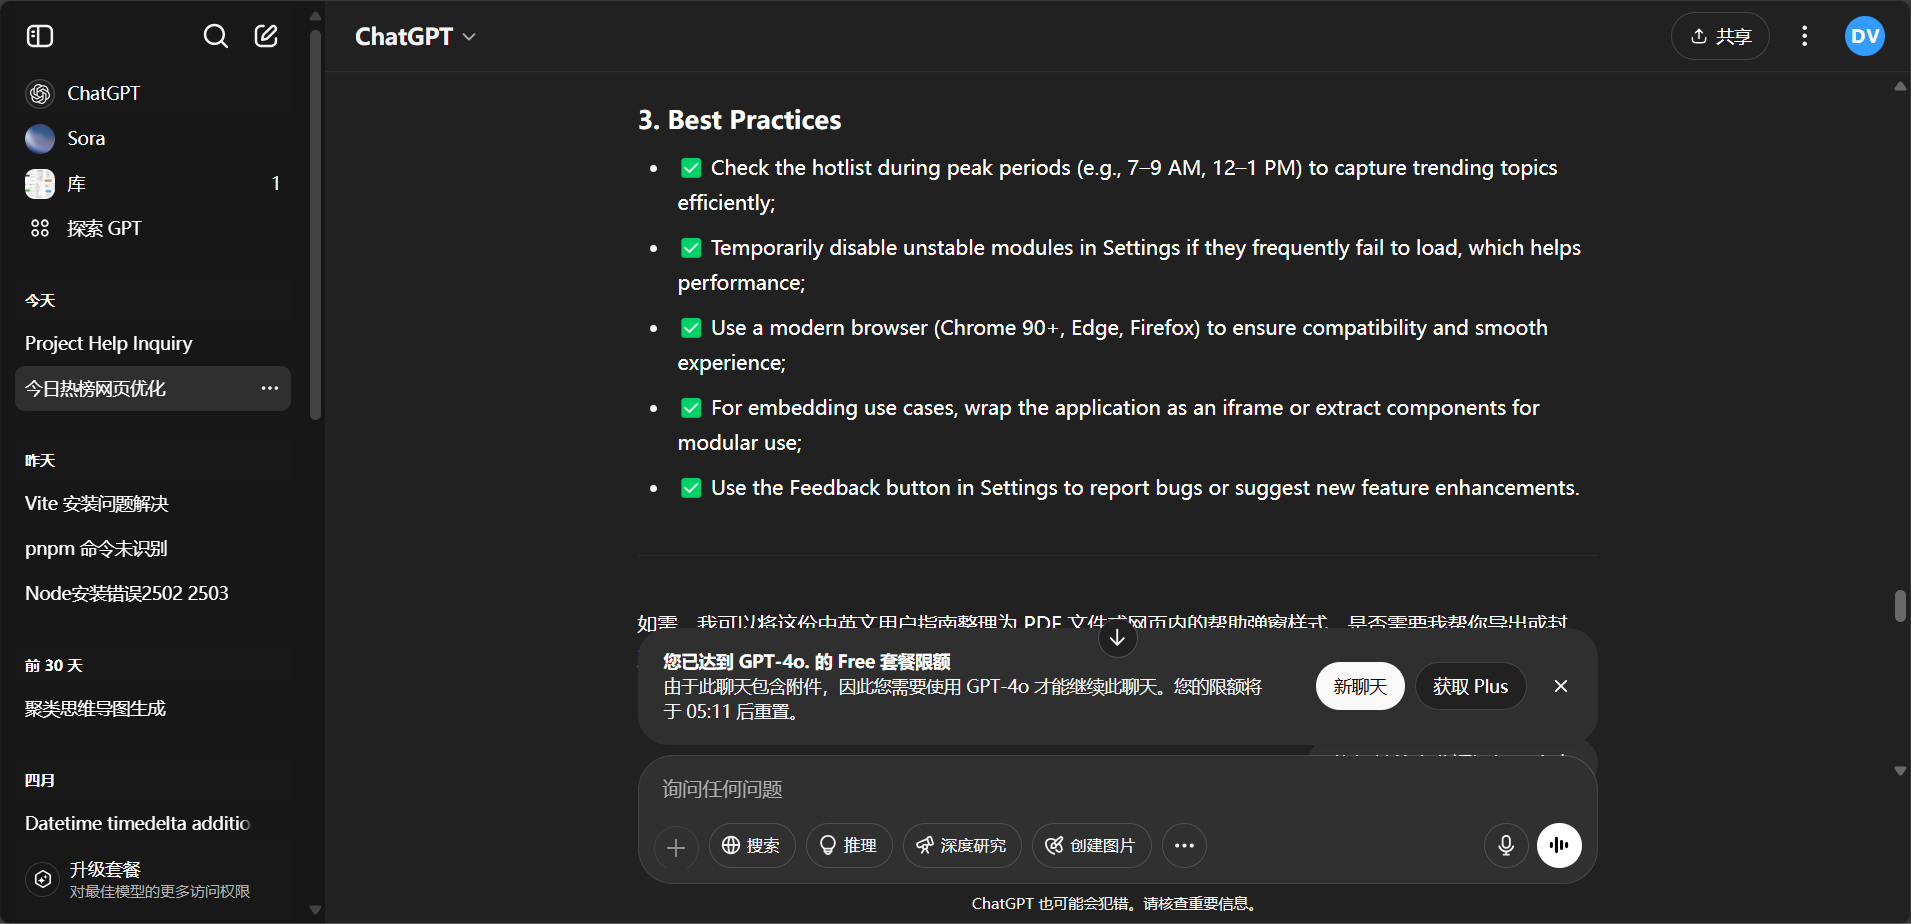 ChatGPT
Sora
库 1
探索 GPT
今天
Project Help Inquiry
今日热榜网页优化
昨天
Vite 安装问题解决
pnpm 命令未识别
Node安装错误2502 2503
前 30 天
聚类思维导图生成
四月
Datetime timedelta additio
升级套餐
对最佳模型的更多访问权限
ChatGPT
共享
DV
3. Best Practices
• ✅ Check the hotlist during peak periods (e.g., 7–9 AM, 12–1 PM) to capture trending topics
efficiently;
• ✅ Temporarily disable unstable modules in Settings if they frequently fail to load, which helps
performance;
• ✅ Use a modern browser (Chrome 90+, Edge, Firefox) to ensure compatibility and smooth
experience;
• ✅ For embedding use cases, wrap the application as an iframe or extract components for
modular use;
• ✅ Use the Feedback button in Settings to report bugs or suggest new feature enhancements.
如需，我可以将这份中英文用户指南整理为 PDF 文件或网页内的帮助弹窗样式，是否需要我帮你导出或封
您已达到 GPT-4o. 的 Free 套餐限额
由于此聊天包含附件，因此您需要使用 GPT-4o 才能继续此聊天。您的限额将
于 05:11 后重置。
新聊天
获取 Plus
询问任何问题
搜索
推理
深度研究
创建图片
ChatGPT 也可能会犯错。请核查重要信息。